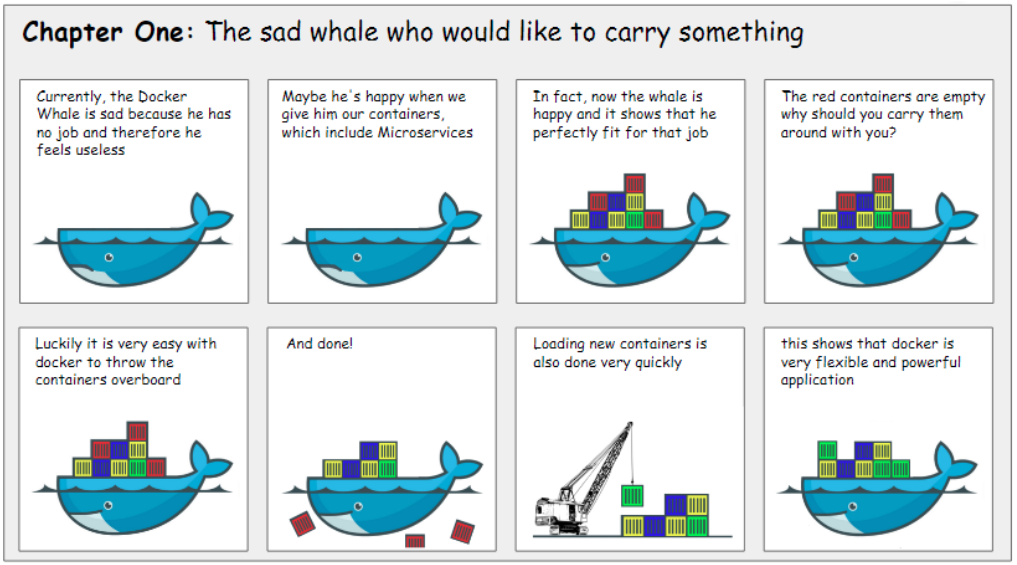 Chapter One: The sad whale who would like to carry something
Currently, the Docker
Whale is sad because he has
no job and therefore he
feels useless
Maybe he's happy when we
give him our containers,
which include Microservices
In fact, now the whale is
happy and it shows that he
perfectly fit for that job
The red containers are empty
why should you carry them
around with you?
Luckily it is very easy with
docker to throw the
containers overboard
And done!
Loading new containers is
also done very quickly
this shows that docker is
very flexible and powerful
application